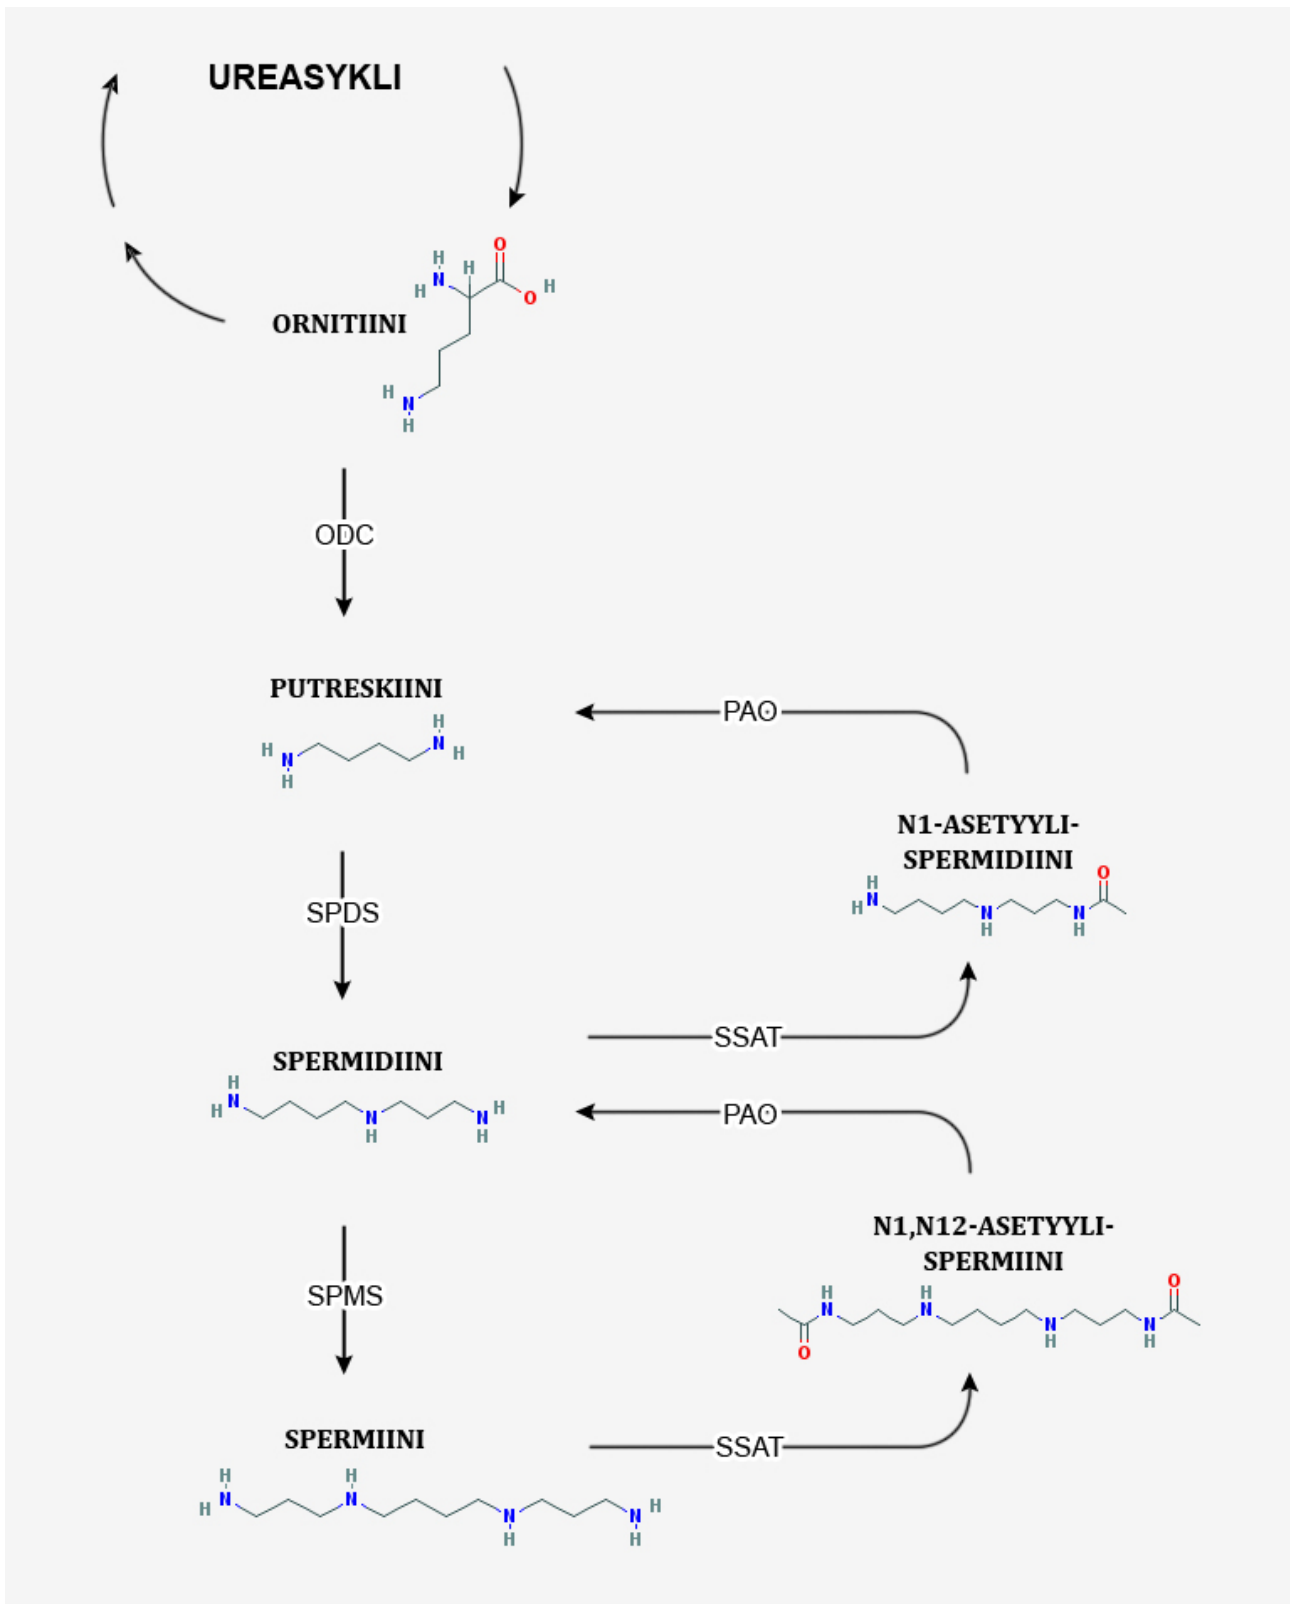 UREASYKLI
ORNITIINI
H
N
H
H
O
O
H
H
N
H
ODC
PUTRESKIINI
H
N
H
H
N
H
PAO
N1-ASETYYLI-
SPERMIDIINI
H
H
N
N
H
N
H
O
SPDS
SSAT
SPERMIDIINI
H
H
N
N
H
N
H
H
PAO
N1,N12-ASETYYLI-
SPERMIINI
O
H
N
H
N
N
H
N
H
O
SPMS
SSAT
SPERMIINI
H
H
N
H
N
N
H
N
H
H